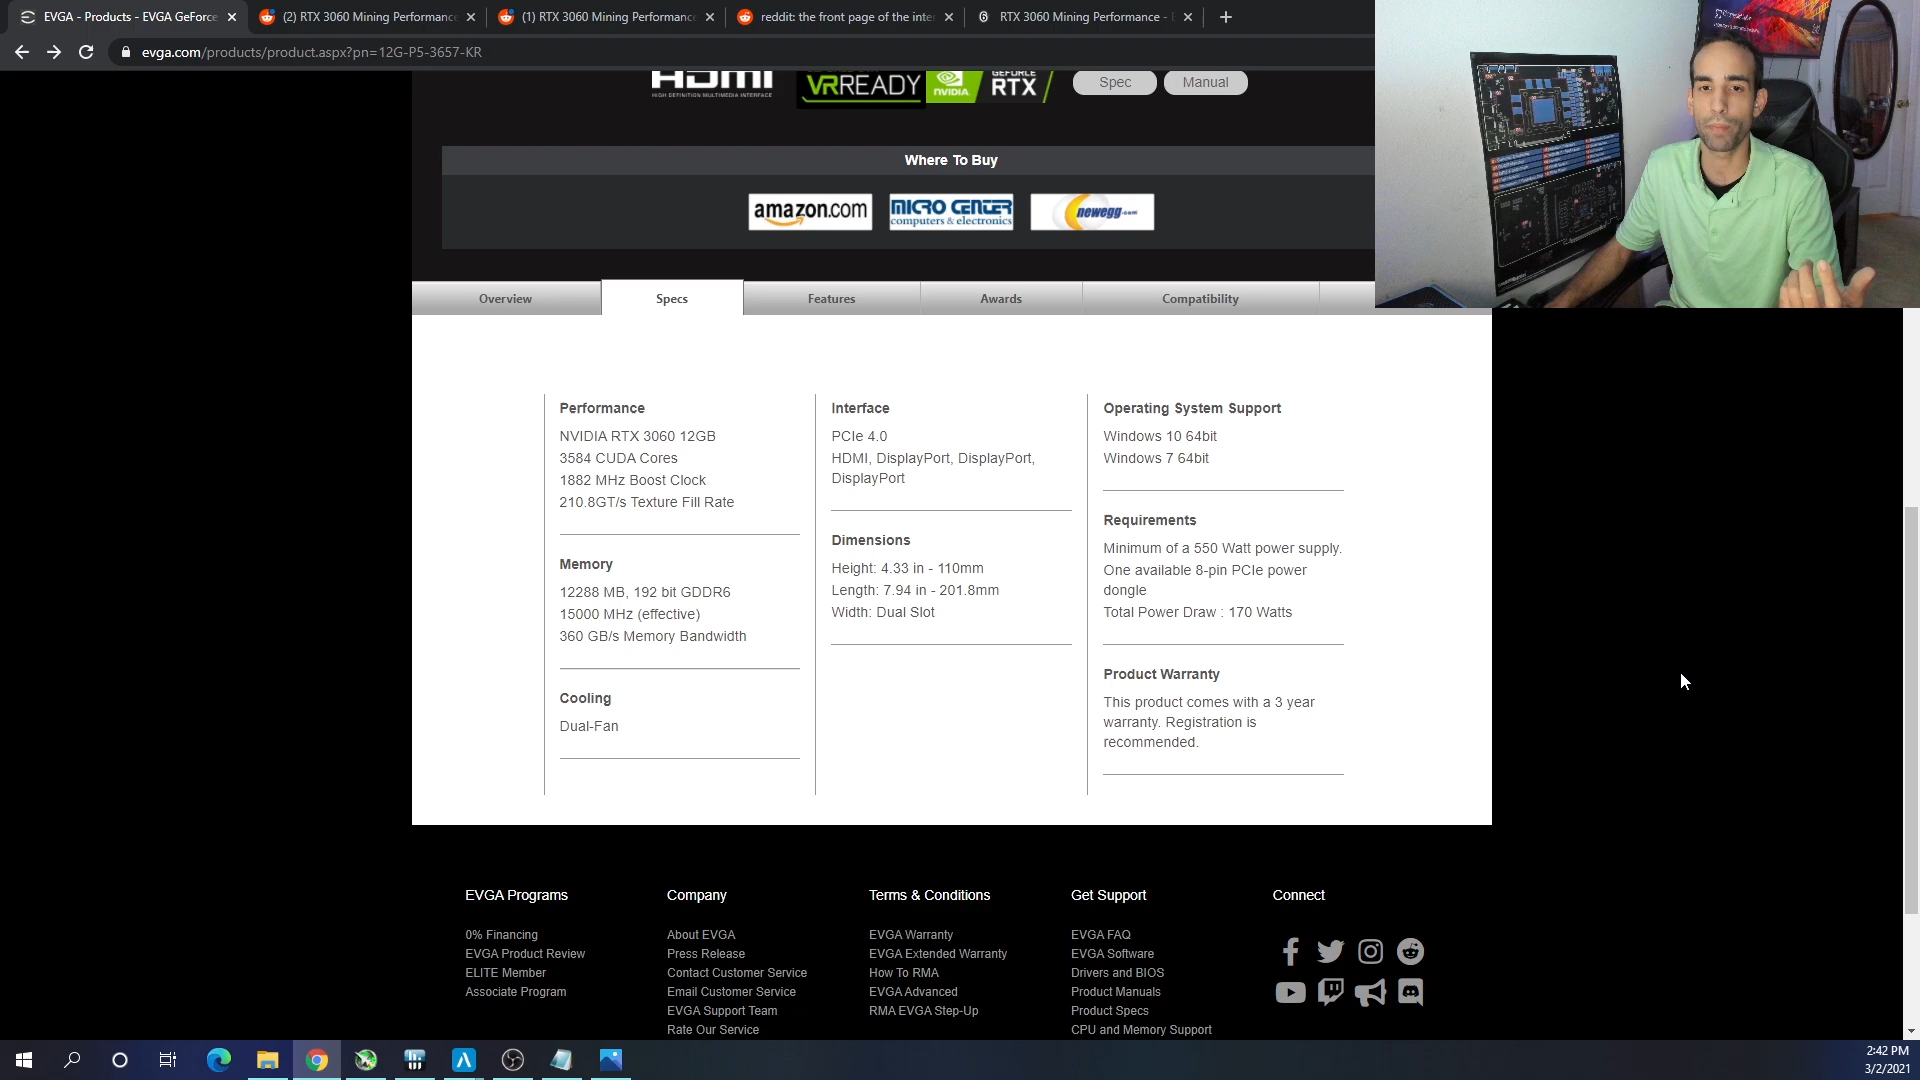 EVGA - Products - EVGA GeForce
(2) RTX 3060 Mining Performance
(1) RTX 3060 Mining Performance
reddit: the front page of the inter
RTX 3060 Mining Performance -
evga.com/products/product.aspx?pn=12G-P5-3657-KR
HDMI
HIGH DEFINITION MULTIMEDIA INTERFACE
VRREADY
NVIDIA.
GEFORCE
RTX
Spec
Manual
Where To Buy
amazon.com
MICRO CENTER
computers & electronics
newegg.com
Overview
Specs
Features
Awards
Compatibility
Performance
NVIDIA RTX 3060 12GB
3584 CUDA Cores
1882 MHz Boost Clock
210.8GT/s Texture Fill Rate
Memory
12288 MB, 192 bit GDDR6
15000 MHz (effective)
360 GB/s Memory Bandwidth
Cooling
Dual-Fan
Interface
PCIe 4.0
HDMI, DisplayPort, DisplayPort,
DisplayPort
Dimensions
Height: 4.33 in - 110mm
Length: 7.94 in - 201.8mm
Width: Dual Slot
Operating System Support
Windows 10 64bit
Windows 7 64bit
Requirements
Minimum of a 550 Watt power supply.
One available 8-pin PCIe power
dongle
Total Power Draw : 170 Watts
Product Warranty
This product comes with a 3 year
warranty. Registration is
recommended.
EVGA Programs
0% Financing
EVGA Product Review
ELITE Member
Associate Program
Company
About EVGA
Press Release
Contact Customer Service
Email Customer Service
EVGA Support Team
Rate Our Service
Terms & Conditions
EVGA Warranty
EVGA Extended Warranty
How To RMA
EVGA Advanced
RMA EVGA Step-Up
Get Support
EVGA FAQ
EVGA Software
Drivers and BIOS
Product Manuals
Product Specs
CPU and Memory Support
Connect
2:42 PM
3/2/2021